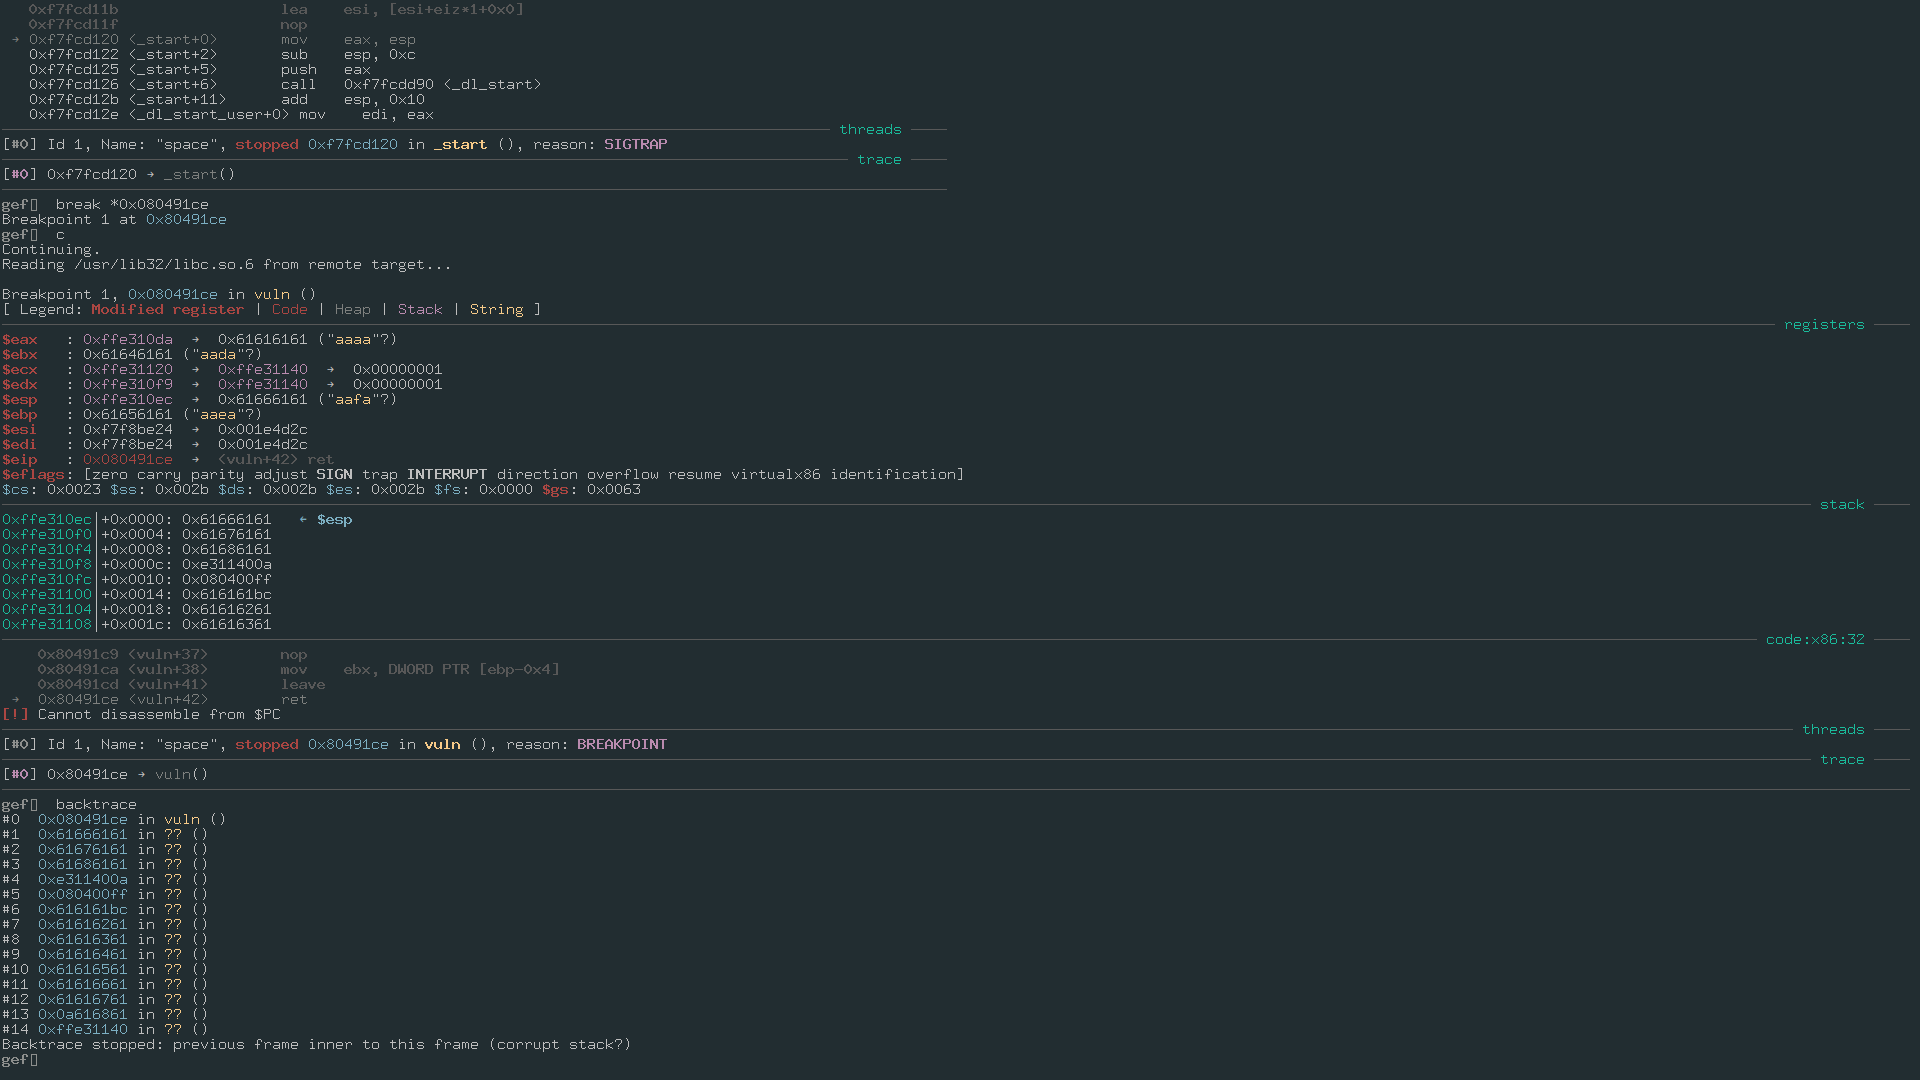 0xf7fcd11b                  lea    esi, [esi+eiz*1+0x0]
0xf7fcd11f                  nop
→ 0xf7fcd120 <_start+0>       mov    eax, esp
0xf7fcd122 <_start+2>       sub    esp, 0xc
0xf7fcd125 <_start+5>       push   eax
0xf7fcd126 <_start+6>       call   0xf7fcdd90 <_dl_start>
0xf7fcd12b <_start+11>      add    esp, 0x10
0xf7fcd12e <_dl_start_user+0> mov    edi, eax
threads
[#0] Id 1, Name: "space", stopped 0xf7fcd120 in _start (), reason: SIGTRAP
trace
[#0] 0xf7fcd120 → _start()
gef▯  break *0x080491ce
Breakpoint 1 at 0x80491ce
gef▯  c
Continuing.
Reading /usr/lib32/libc.so.6 from remote target...
Breakpoint 1, 0x080491ce in vuln ()
[ Legend: Modified register | Code | Heap | Stack | String ]
registers
$eax   : 0xffe310da  →  0x61616161 ("aaaa"?)
$ebx   : 0x61646161 ("aada"?)
$ecx   : 0xffe31120  →  0xffe31140  →  0x00000001
$edx   : 0xffe310f9  →  0xffe31140  →  0x00000001
$esp   : 0xffe310ec  →  0x61666161 ("aafa"?)
$ebp   : 0x61656161 ("aaea"?)
$esi   : 0xf7f8be24  →  0x001e4d2c
$edi   : 0xf7f8be24  →  0x001e4d2c
$eip   : 0x080491ce  →  <vuln+42> ret
$eflags: [zero carry parity adjust SIGN trap INTERRUPT direction overflow resume virtualx86 identification]
$cs: 0x0023 $ss: 0x002b $ds: 0x002b $es: 0x002b $fs: 0x0000 $gs: 0x0063
stack
0xffe310ec│+0x0000: 0x61666161   ← $esp
0xffe310f0│+0x0004: 0x61676161
0xffe310f4│+0x0008: 0x61686161
0xffe310f8│+0x000c: 0xe311400a
0xffe310fc│+0x0010: 0x080400ff
0xffe31100│+0x0014: 0x616161bc
0xffe31104│+0x0018: 0x61616261
0xffe31108│+0x001c: 0x61616361
code:x86:32
0x80491c9 <vuln+37>        nop
0x80491ca <vuln+38>        mov    ebx, DWORD PTR [ebp-0x4]
0x80491cd <vuln+41>        leave
→  0x80491ce <vuln+42>        ret
[!] Cannot disassemble from $PC
threads
[#0] Id 1, Name: "space", stopped 0x80491ce in vuln (), reason: BREAKPOINT
trace
[#0] 0x80491ce → vuln()
gef▯  backtrace
#0  0x080491ce in vuln ()
#1  0x61666161 in ?? ()
#2  0x61676161 in ?? ()
#3  0x61686161 in ?? ()
#4  0xe311400a in ?? ()
#5  0x080400ff in ?? ()
#6  0x616161bc in ?? ()
#7  0x61616261 in ?? ()
#8  0x61616361 in ?? ()
#9  0x61616461 in ?? ()
#10 0x61616561 in ?? ()
#11 0x61616661 in ?? ()
#12 0x61616761 in ?? ()
#13 0x0a616861 in ?? ()
#14 0xffe31140 in ?? ()
Backtrace stopped: previous frame inner to this frame (corrupt stack?)
gef▯